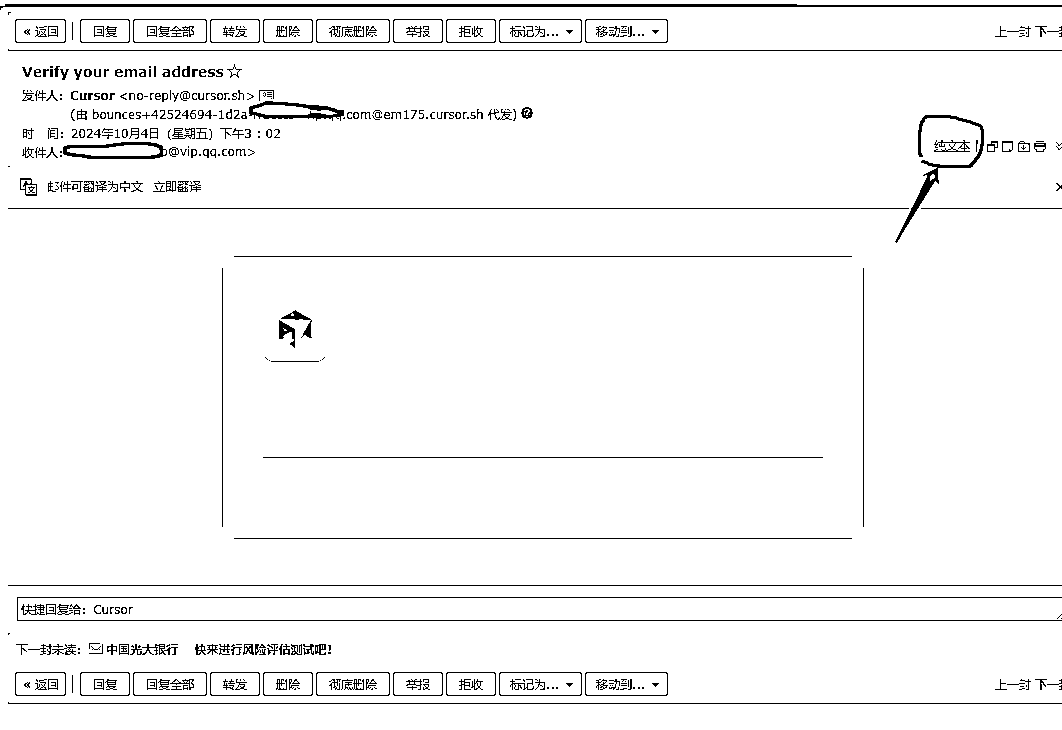 « 返回 | 回复 回复全部 转发 删除 彻底删除 举报 拒收 标记为... 移动到... 上一封 下一封
Verify your email address☆
发件人: Cursor <no-reply@cursor.sh>
(由 bounces+42524694-1d2a- .com@em175.cursor.sh 代发)
时 间: 2024年10月4日 (星期五) 下午3:02
收件人: @vip.qq.com>
纯文本 |
邮件可翻译为中文 立即翻译
快捷回复给: Cursor
下一封未读: 中国光大银行 快来进行风险评估测试吧!
« 返回 | 回复 回复全部 转发 删除 彻底删除 举报 拒收 标记为... 移动到... 上一封 下一封